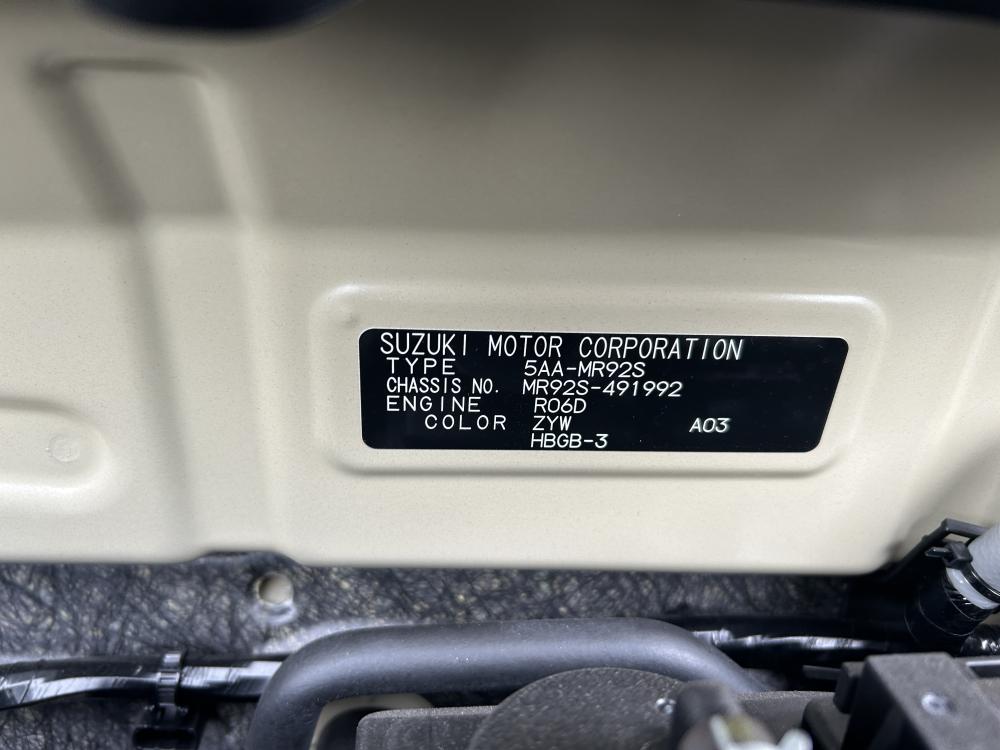 SUZUKI MOTOR CORPORATION
TYPE 5AA-MR92S
CHASSIS NO. MR92S-491992
ENGINE R06D
COLOR ZYW A03
HBGB-3